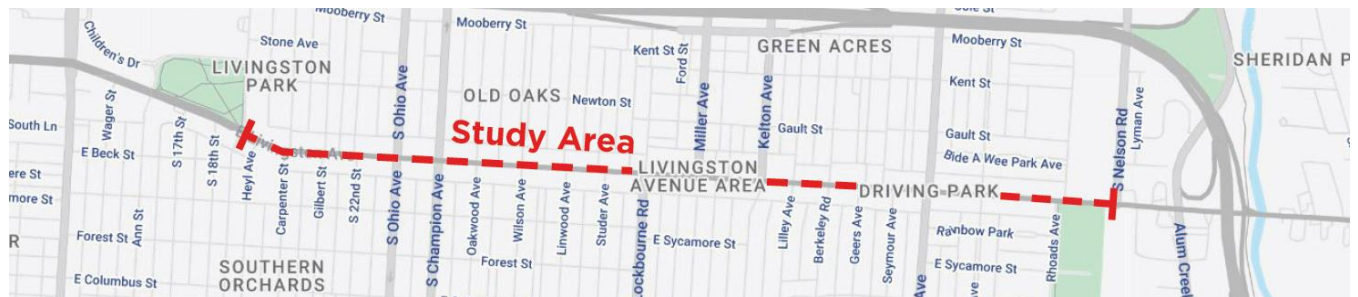 Mooberry St
Children's Dr
Stone Ave
LIVINGSTON
PARK
South Ln
Wager St
S 17th St
S 18th St
E Beck St
Heyl Ave
Carpenter St
Gilbert St
S 22nd St
S Ohio Ave
S Ohio Ave
S Champion Ave
OLD OAKS
Newton St
Study Area
Kent St
Ford St
Miller Ave
Kelton Ave
GREEN ACRES
Gault St
Mooberry St
Kent St
Gault St
Bide A Wee Park Ave
S Nelson Rd
Lyman Ave
SHERIDAN P
LIVINGSTON
AVENUE AREA
DRIVING PARK
ere St
more St
R
Forest St
Ann St
E Columbus St
SOUTHERN
ORCHARDS
Oakwood Ave
Wilson Ave
Linwood Ave
Studer Ave
Lockbourne Rd
Forest St
E Sycamore St
Lilley Ave
Berkeley Rd
Geers Ave
Seymour Ave
Ave
Rainbow Park
E Sycamore St
Rhoads Ave
Alum Creek